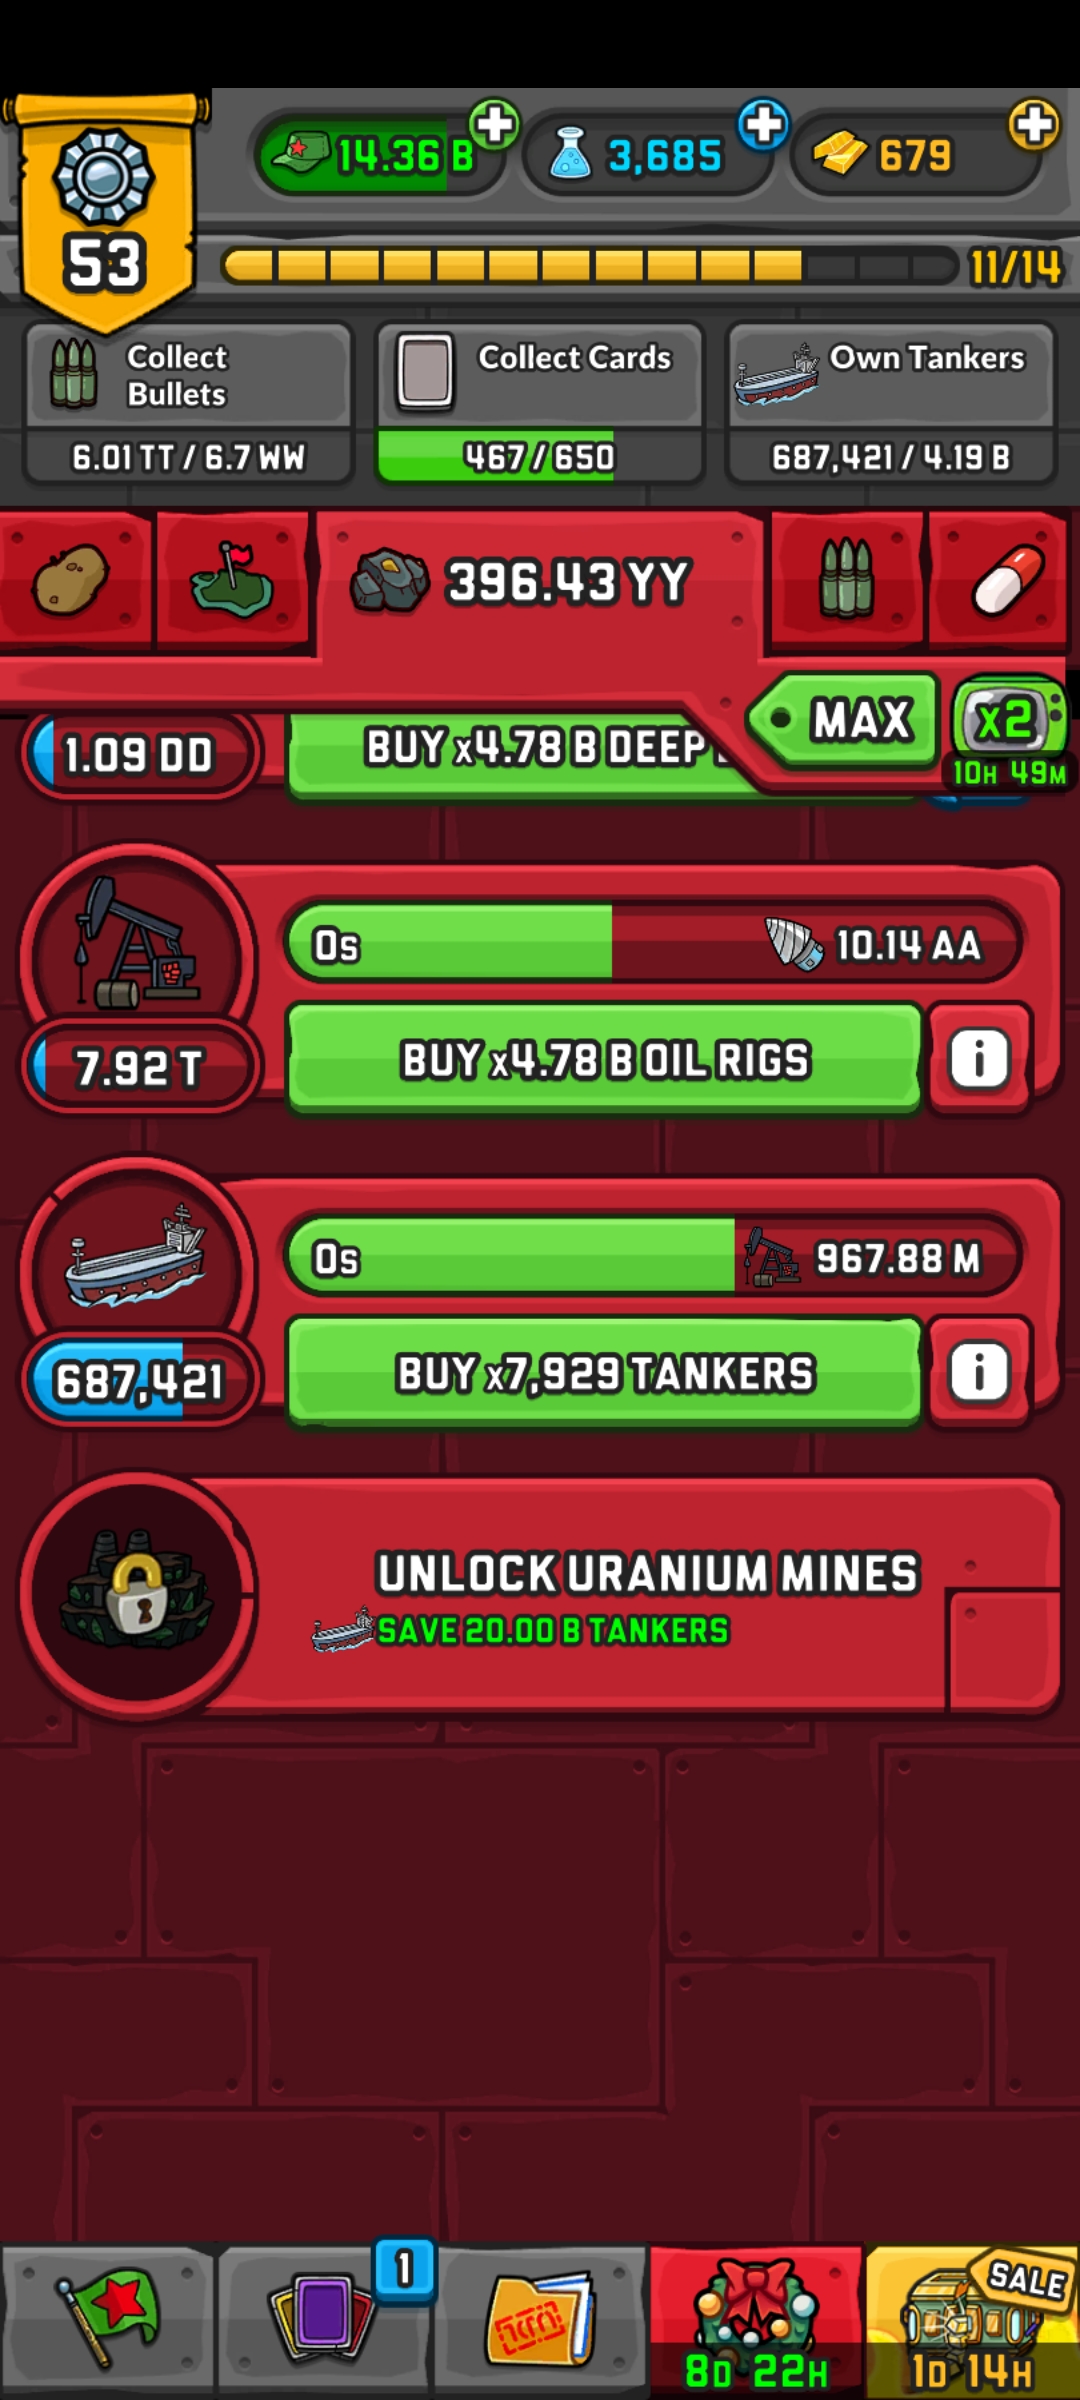 14.36 B
3,685
679
53
11/14
Collect
Bullets
6.01 TT / 6.7 WW
Collect Cards
467 / 650
Own Tankers
687,421 / 4.19 B
396.43 YY
MAX
x2
10H 49M
1.09 DD
BUY x4.78 B DEEP
0s
10.14 AA
7.92 T
BUY x4.78 B OIL RIGS
i
0s
967.88 M
687,421
BUY x7,929 TANKERS
i
UNLOCK URANIUM MINES
SAVE 20.00 B TANKERS
1
8D 22H
SALE
1D 14H